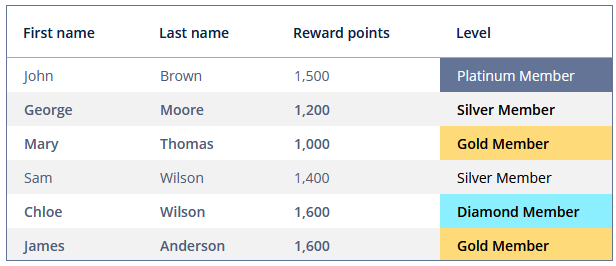 First name Last name Reward points Level
John Brown 1,500 Platinum Member
George Moore 1,200 Silver Member
Mary Thomas 1,000 Gold Member
Sam Wilson 1,400 Silver Member
Chloe Wilson 1,600 Diamond Member
James Anderson 1,600 Gold Member